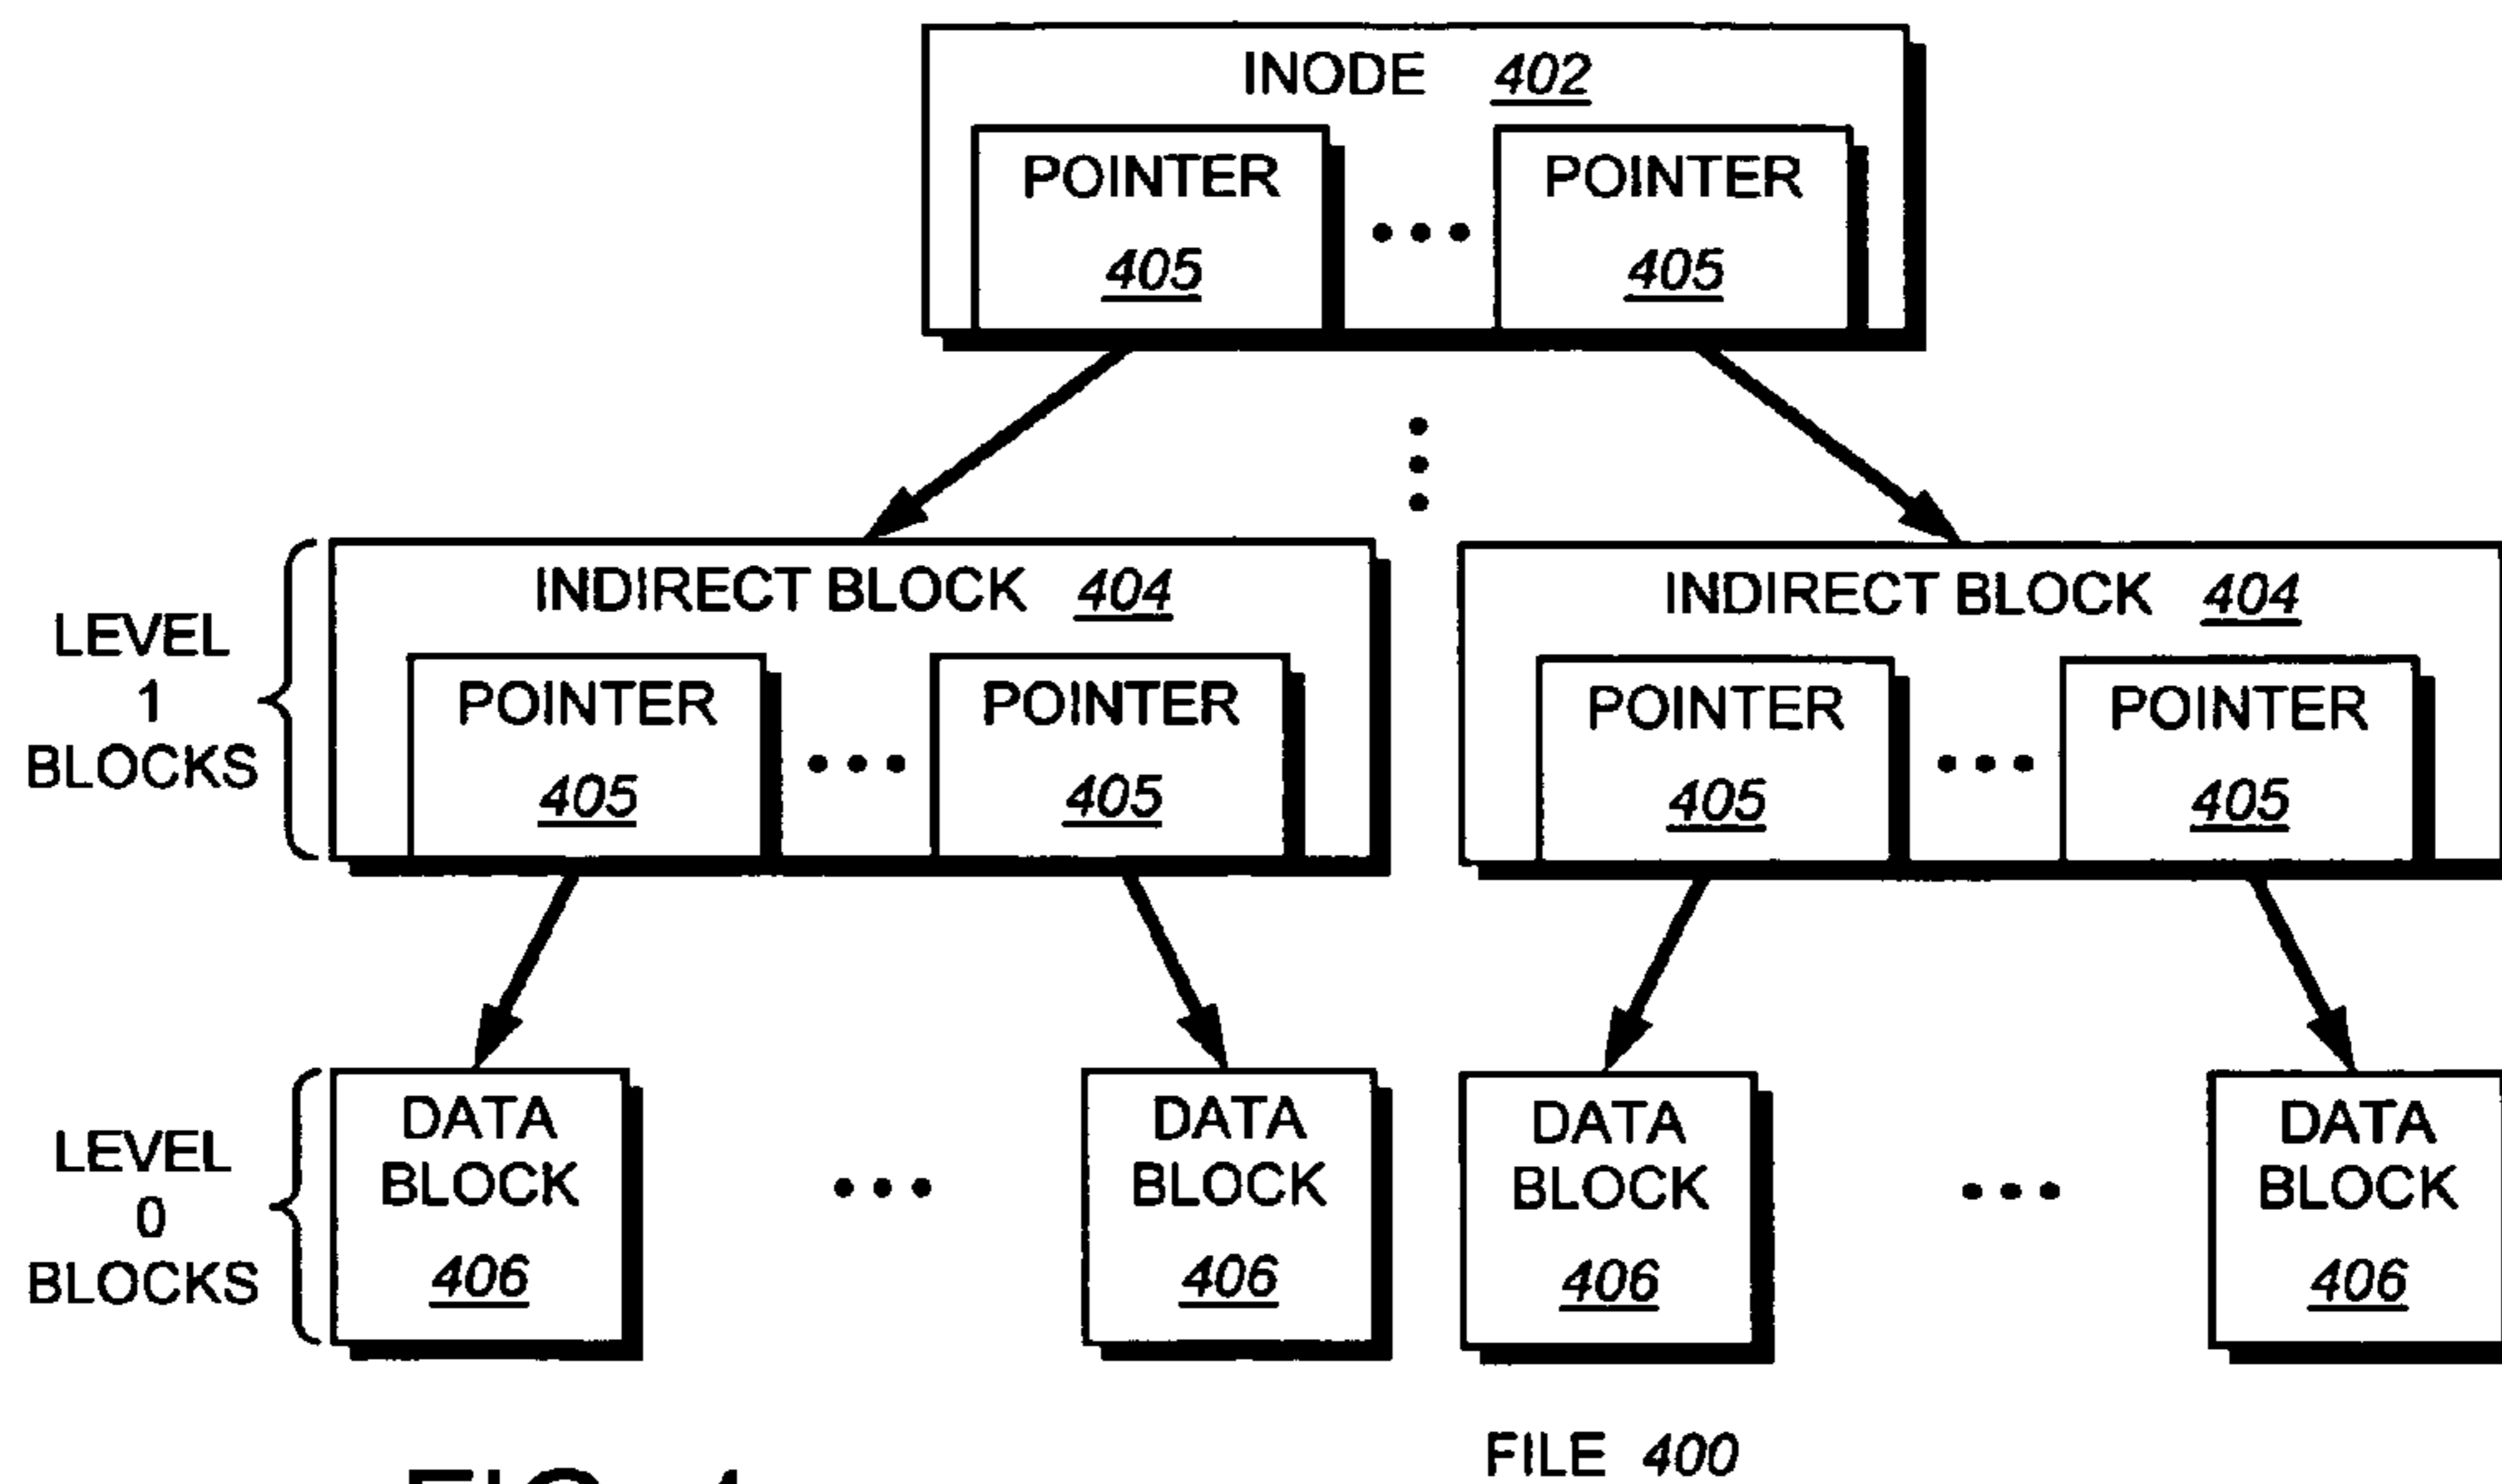 INODE 402
POINTER POINTER
405 405
INDIRECT BLOCK 404 INDIRECT BLOCK 404
LEVEL
1
BLOCKS
POINTER POINTER POINTER POINTER
405 405 405 405
LEVEL
0
BLOCKS
DATA DATA DATA DATA
BLOCK BLOCK BLOCK BLOCK
406 406 406 406
FILE 400